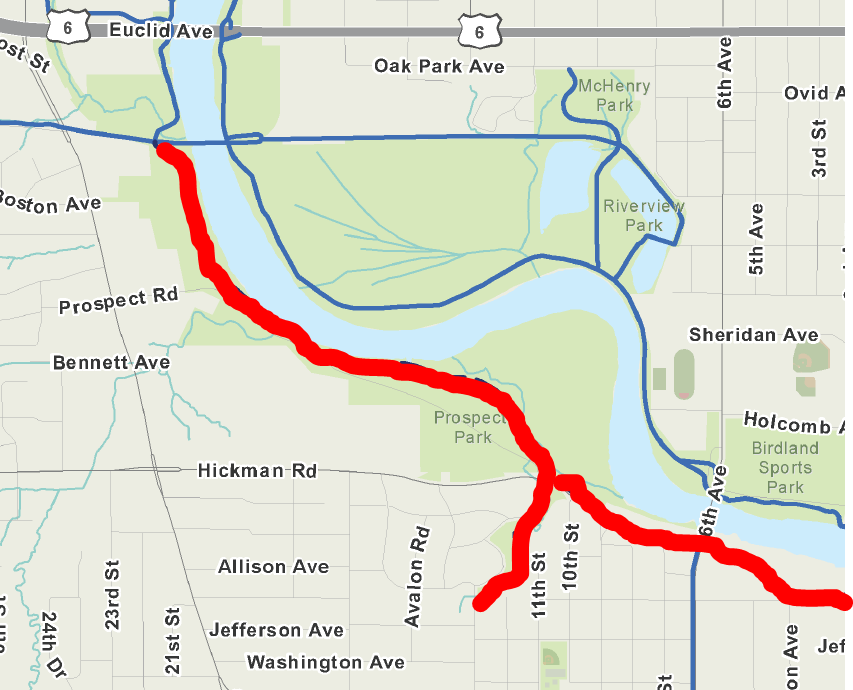 6
Euclid Ave
6
ost St
Oak Park Ave
6th Ave
McHenry
Park
Ovid A
3rd St
Boston Ave
Riverview
Park
5th Ave
Prospect Rd
Sheridan Ave
Bennett Ave
Prospect
Park
Holcomb A
Birdland
Sports
Park
Hickman Rd
6th Ave
Avalon Rd
11th St
10th St
Allison Ave
23rd St
24th Dr
21st St
Jefferson Ave
Jef
on Ave
Washington Ave
St